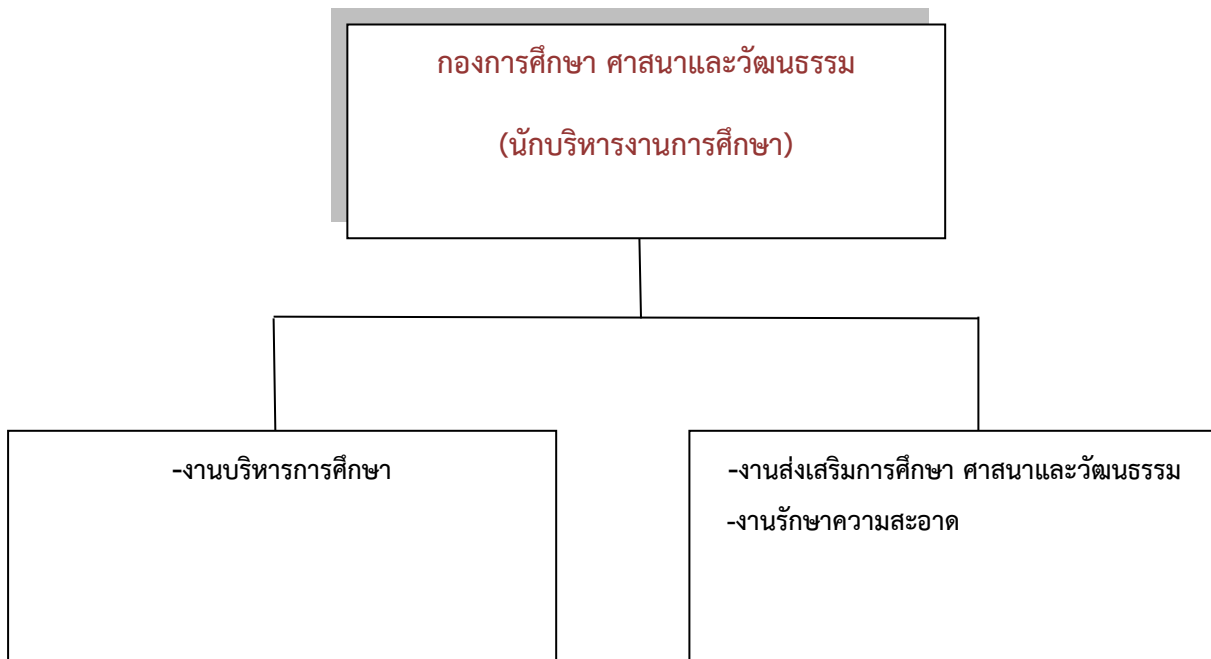 กองการศึกษา ศาสนาและวัฒนธรรม
(นักบริหารงานการศึกษา)
-งานบริหารการศึกษา
-งานส่งเสริมการศึกษา ศาสนาและวัฒนธรรม
-งานรักษาความสะอาด